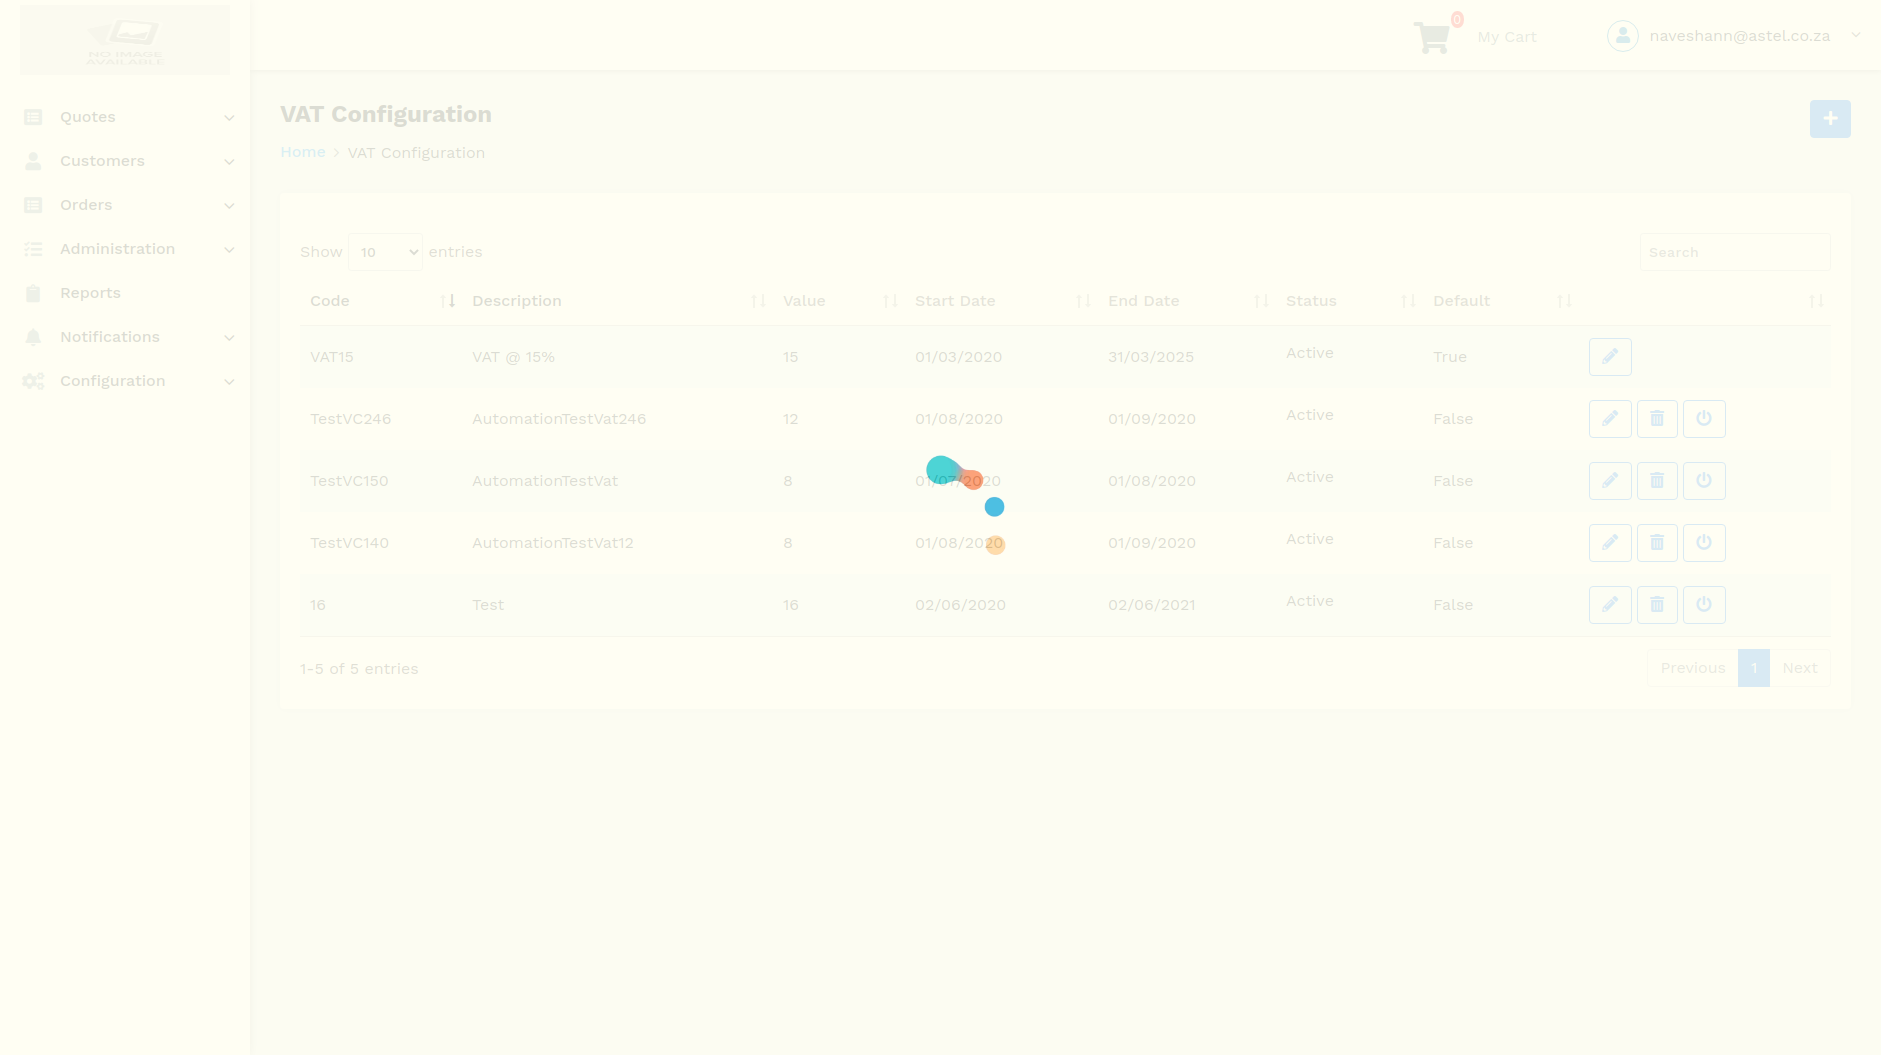 NO IMAGE
AVAILABLE
0
My Cart
naveshann@astel.co.za
Quotes
Customers
Orders
Administration
Reports
Notifications
Configuration
VAT Configuration
Home
VAT Configuration
Show 10 entries
Search
Code Description Value Start Date End Date Status Default
VAT15 VAT @ 15% 15 01/03/2020 31/03/2025 Active True
TestVC246 AutomationTestVat246 12 01/08/2020 01/09/2020 Active False
TestVC150 AutomationTestVat 8 01/07/2020 01/08/2020 Active False
TestVC140 AutomationTestVat12 8 01/08/2020 01/09/2020 Active False
16 Test 16 02/06/2020 02/06/2021 Active False
1-5 of 5 entries
Previous 1 Next